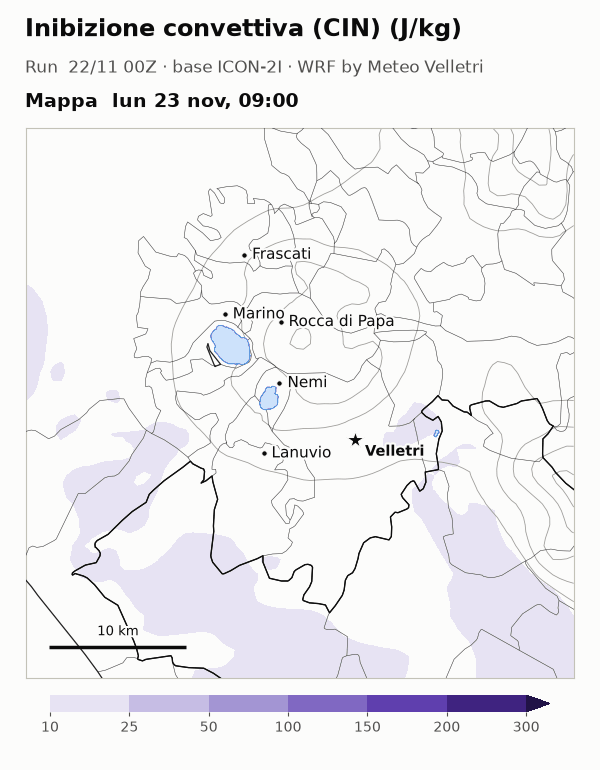 Inibizione convettiva (CIN) (J/kg)
Run  22/11 00Z · base ICON-2I · WRF by Meteo Velletri
Mappa  lun 23 nov, 09:00
Frascati
Marino
Rocca di Papa
Nemi
Velletri
Lanuvio
10 km
10 25 50 100 150 200 300